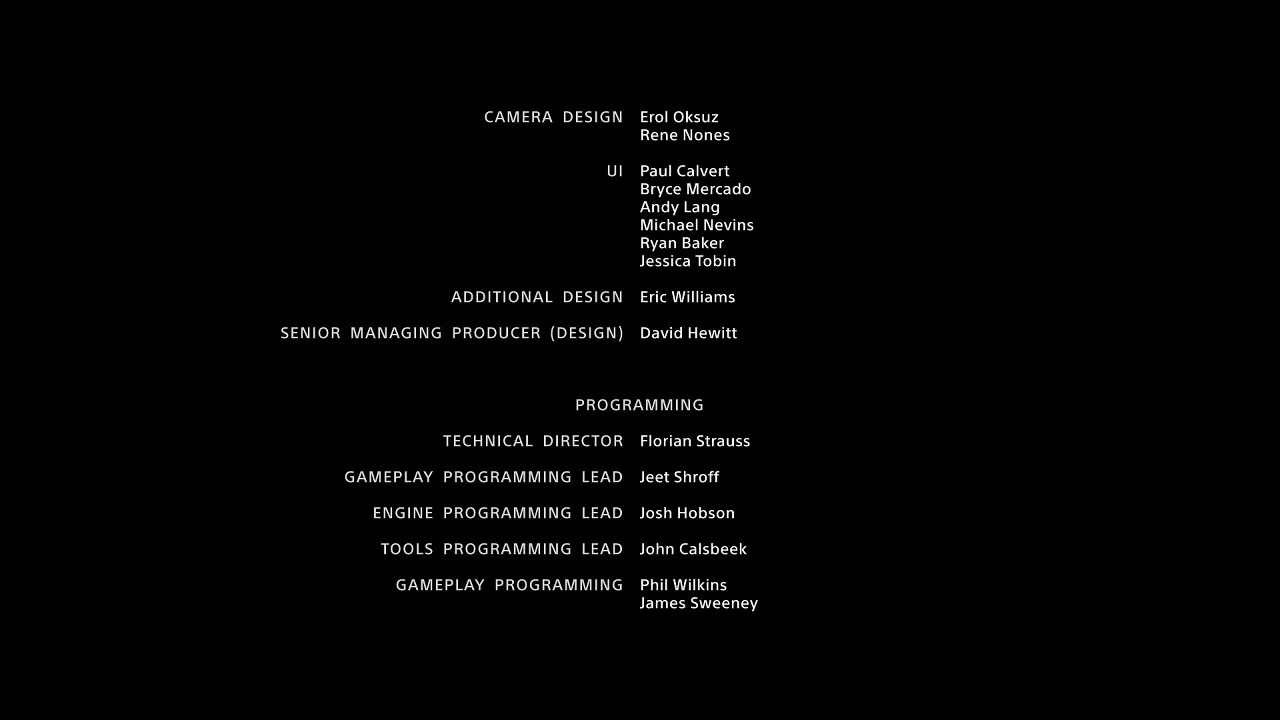 CAMERA DESIGN Erol Oksuz
Rene Nones
UI Paul Calvert
Bryce Mercado
Andy Lang
Michael Nevins
Ryan Baker
Jessica Tobin
ADDITIONAL DESIGN Eric Williams
SENIOR MANAGING PRODUCER (DESIGN) David Hewitt
PROGRAMMING
TECHNICAL DIRECTOR Florian Strauss
GAMEPLAY PROGRAMMING LEAD Jeet Shroff
ENGINE PROGRAMMING LEAD Josh Hobson
TOOLS PROGRAMMING LEAD John Calsbeek
GAMEPLAY PROGRAMMING Phil Wilkins
James Sweeney